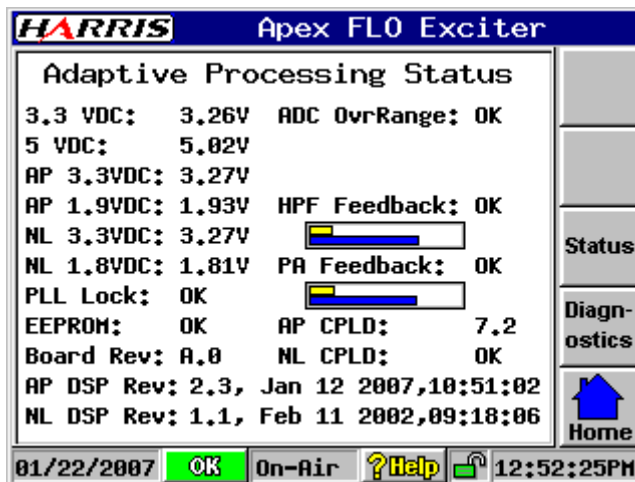 HARRIS Apex FLO Exciter
Adaptive Processing Status
3.3 VDC: 3.26V ADC OvrRange: OK
5 VDC: 5.02V
AP 3.3VDC: 3.27V
AP 1.9VDC: 1.93V HPF Feedback: OK
NL 3.3VDC: 3.27V
NL 1.8VDC: 1.81V PA Feedback: OK
PLL Lock: OK
EEPROM: OK AP CPLD: 7.2
Board Rev: A.0 NL CPLD: OK
AP DSP Rev: 2.3, Jan 12 2007,10:51:02
NL DSP Rev: 1.1, Feb 11 2002,09:18:06
Status
Diagn-
ostics
Home
01/22/2007 OK On-Air ?Help 12:52:25PM